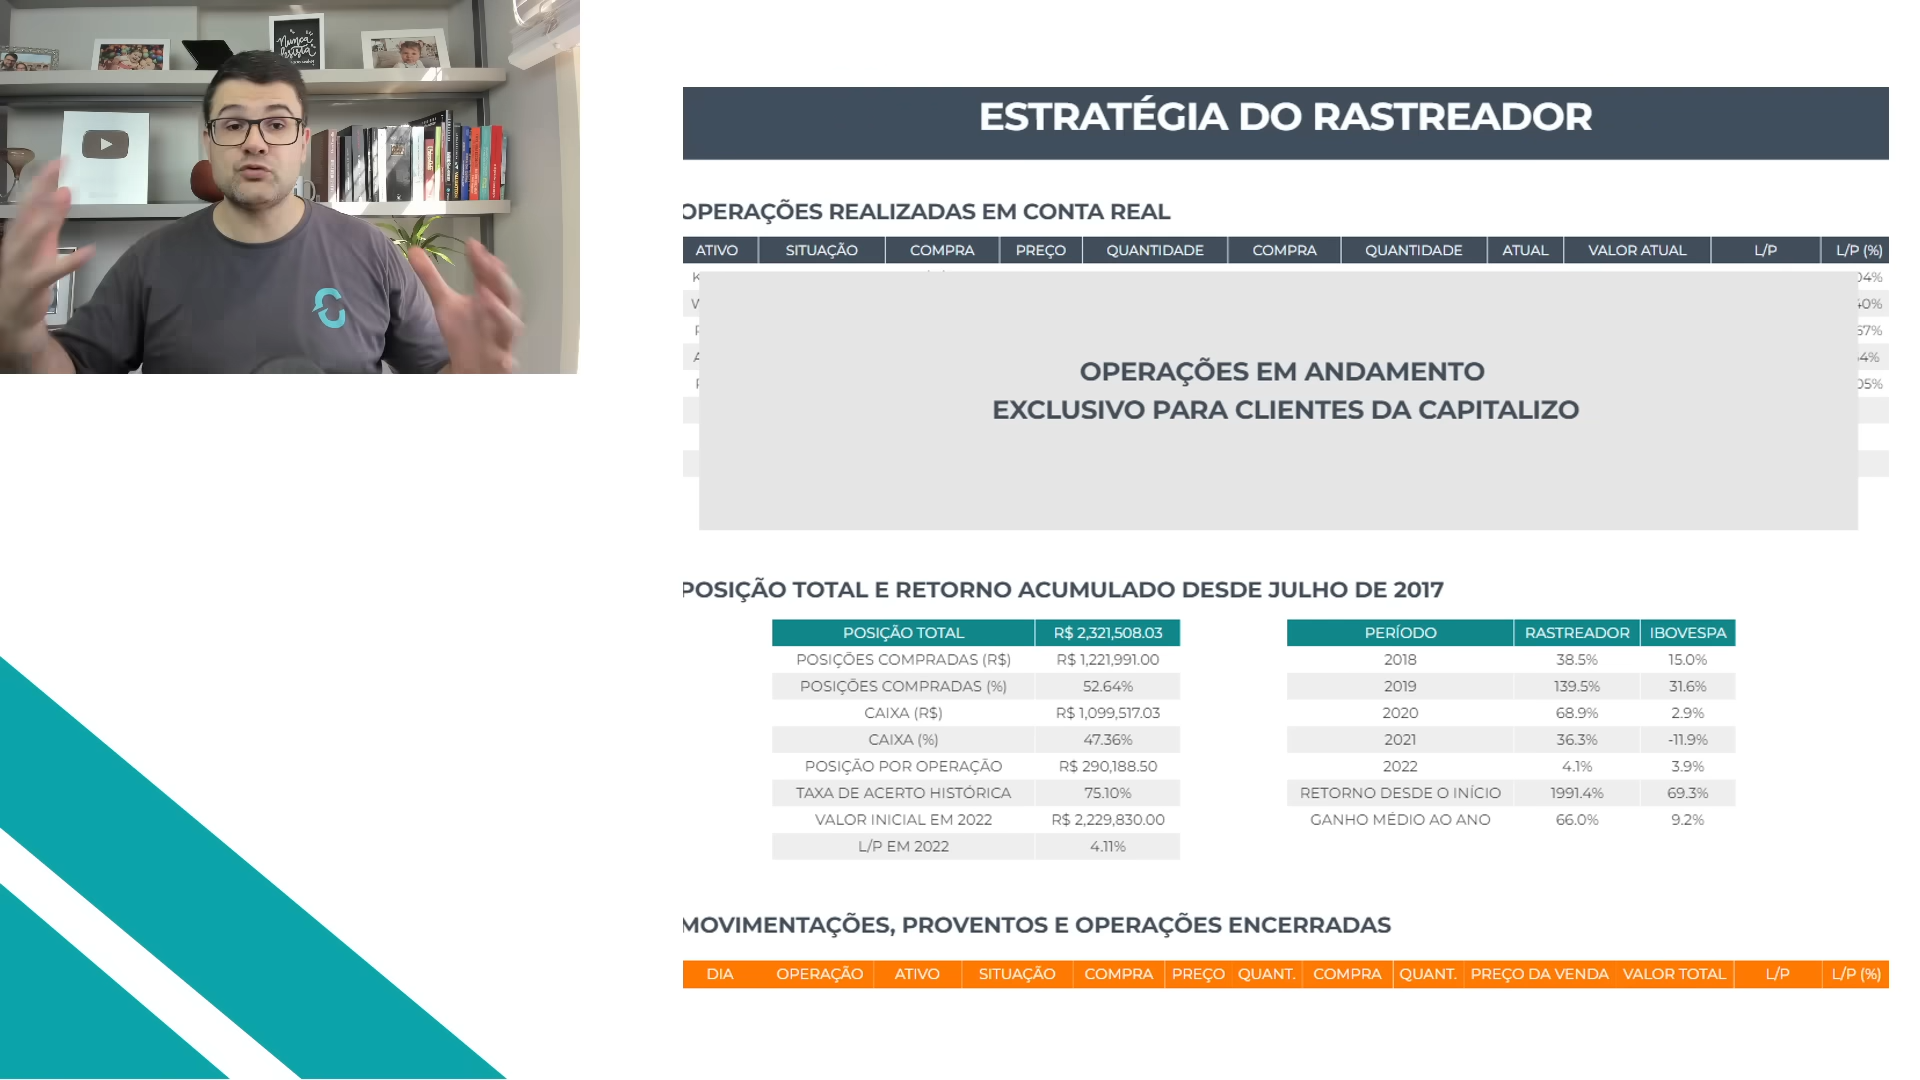 Nunca
desista
ESTRATÉGIA DO RASTREADOR
OPERAÇÕES REALIZADAS EM CONTA REAL
ATIVO SITUAÇÃO COMPRA PREÇO QUANTIDADE COMPRA QUANTIDADE ATUAL VALOR ATUAL L/P L/P (%)
OPERAÇÕES EM ANDAMENTO
EXCLUSIVO PARA CLIENTES DA CAPITALIZO
POSIÇÃO TOTAL E RETORNO ACUMULADO DESDE JULHO DE 2017
POSIÇÃO TOTAL R$ 2,321,508.03
POSIÇÕES COMPRADAS (R$) R$ 1,221,991.00
POSIÇÕES COMPRADAS (%) 52.64%
CAIXA (R$) R$ 1,099,517.03
CAIXA (%) 47.36%
POSIÇÃO POR OPERAÇÃO R$ 290,188.50
TAXA DE ACERTO HISTÓRICA 75.10%
VALOR INICIAL EM 2022 R$ 2,229,830.00
L/P EM 2022 4.11%
PERÍODO RASTREADOR IBOVESPA
2018 38.5% 15.0%
2019 139.5% 31.6%
2020 68.9% 2.9%
2021 36.3% -11.9%
2022 4.1% 3.9%
RETORNO DESDE O INÍCIO 1991.4% 69.3%
GANHO MÉDIO AO ANO 66.0% 9.2%
MOVIMENTAÇÕES, PROVENTOS E OPERAÇÕES ENCERRADAS
DIA OPERAÇÃO ATIVO SITUAÇÃO COMPRA PREÇO QUANT. COMPRA QUANT. PREÇO DA VENDA VALOR TOTAL L/P L/P (%)